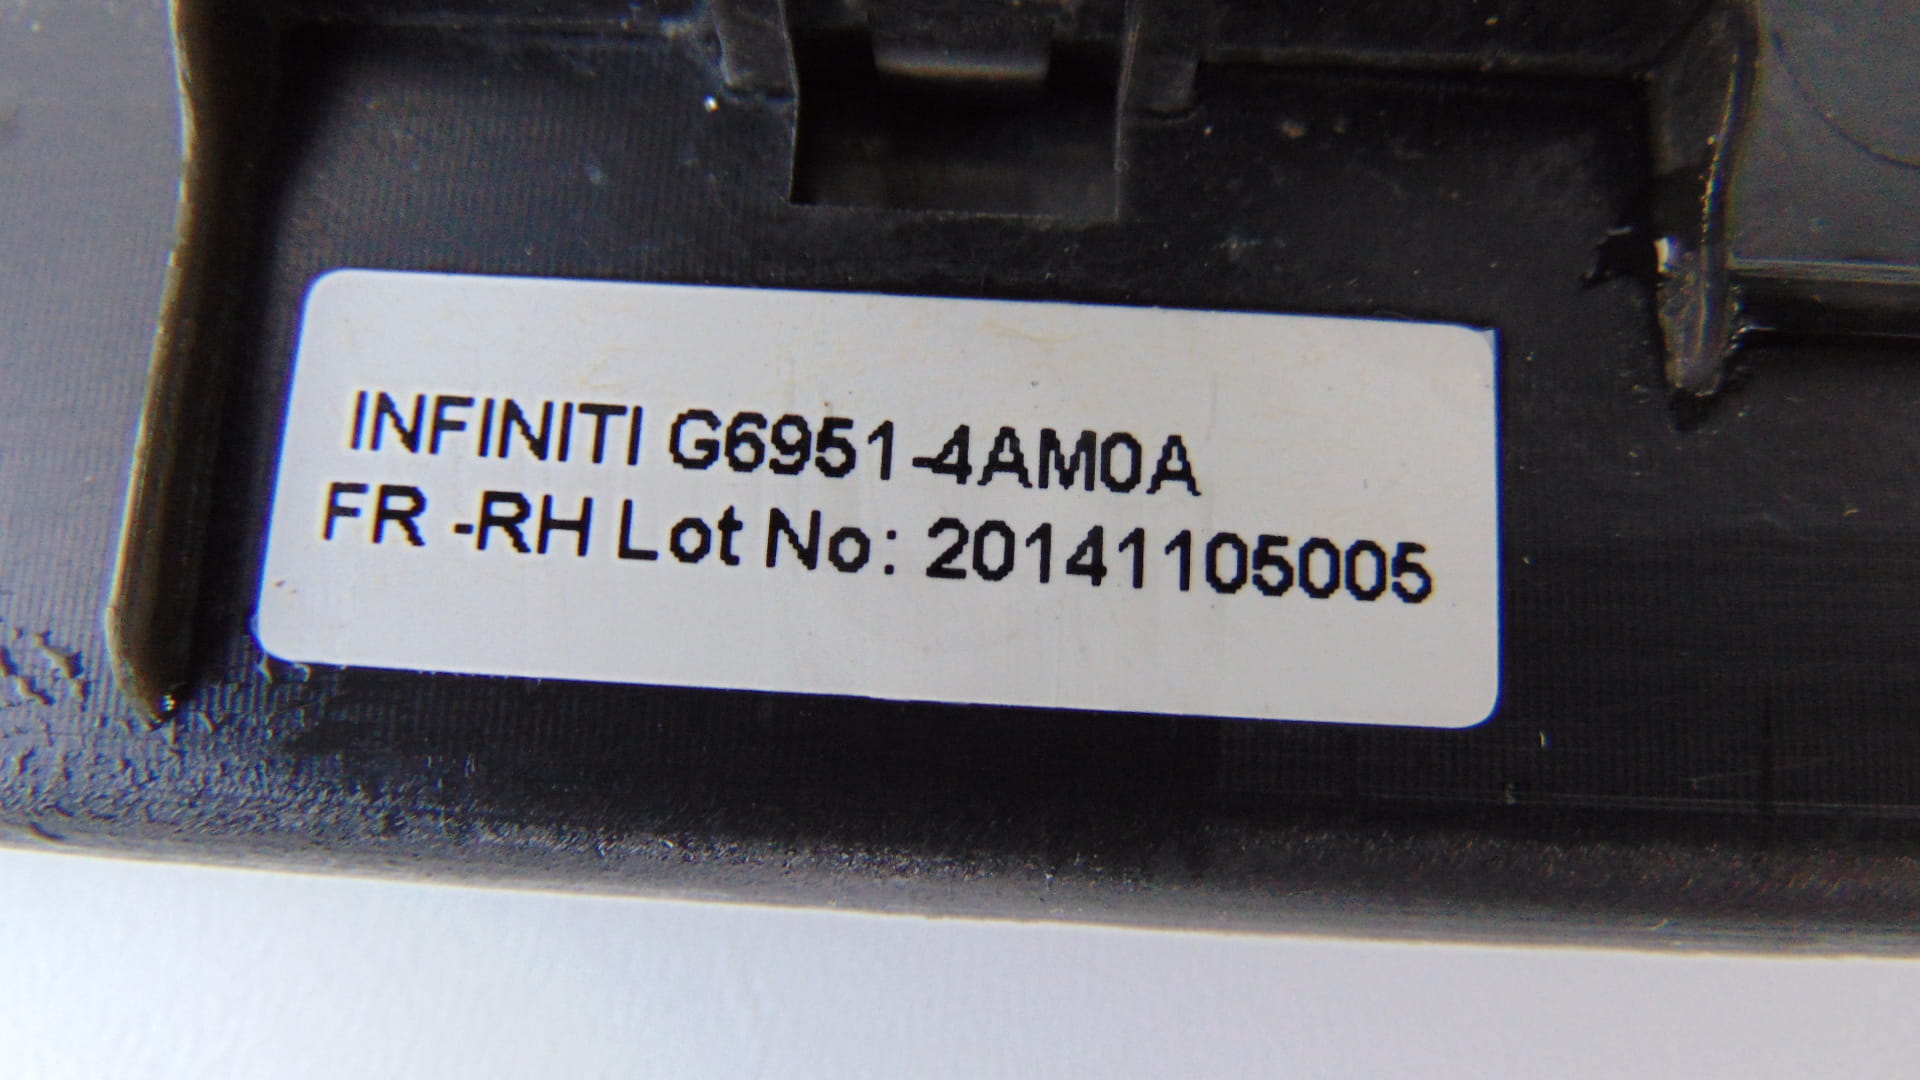 INFINITI G6951-4AM0A
FR -RH Lot No: 20141105005